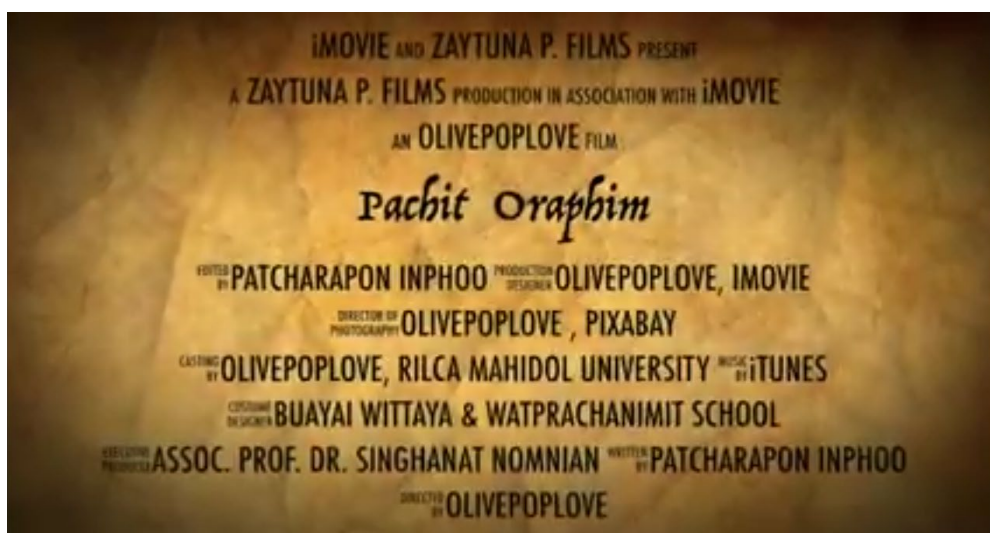 iMOVIE AND ZAYTUNA P. FILMS PRESENT
A ZAYTUNA P. FILMS PRODUCTION IN ASSOCIATION WITH iMOVIE
AN OLIVEPOPLOVE FILM
Pachit Oraphim
EDITED BY PATCHARAPON INPHOO PRODUCTION DESIGNER OLIVEPOPLOVE, IMOVIE
DIRECTOR OF PHOTOGRAPHY OLIVEPOPLOVE , PIXABAY
CASTING BY OLIVEPOPLOVE, RILCA MAHIDOL UNIVERSITY MUSIC BY iTUNES
COSTUME DESIGNER BUAYAI WITTAYA & WATPRACHANIMIT SCHOOL
EXECUTIVE PRODUCER ASSOC. PROF. DR. SINGHANAT NOMNIAN WRITTEN BY PATCHARAPON INPHOO
DIRECTED BY OLIVEPOPLOVE